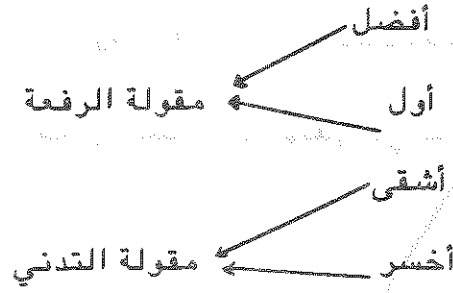 أفضل
أول
مقولة الرفعة
أشقى
أخسر
مقولة التدني